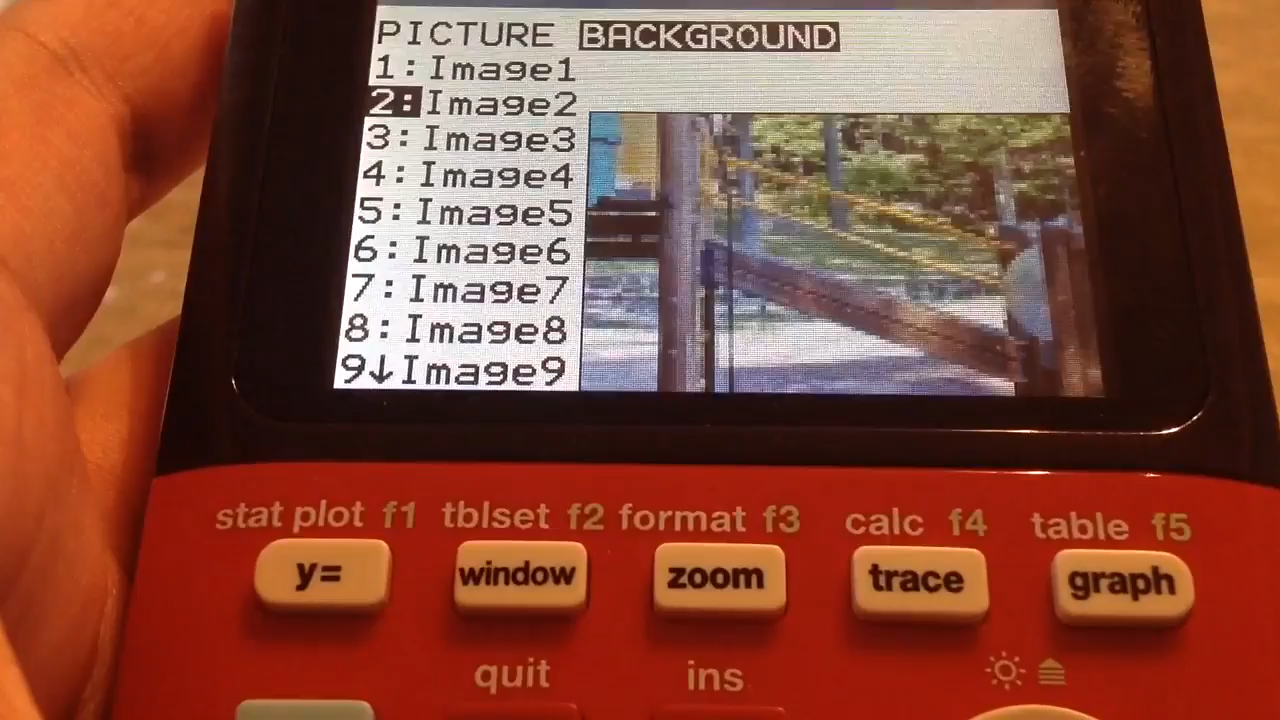 PICTURE BACKGROUND
1:Image1
2:Image2
3:Image3
4:Image4
5:Image5
6:Image6
7:Image7
8:Image8
9↓Image9
stat plot f1 tblset f2 format f3 calc f4 table f5
y= window zoom trace graph
quit ins